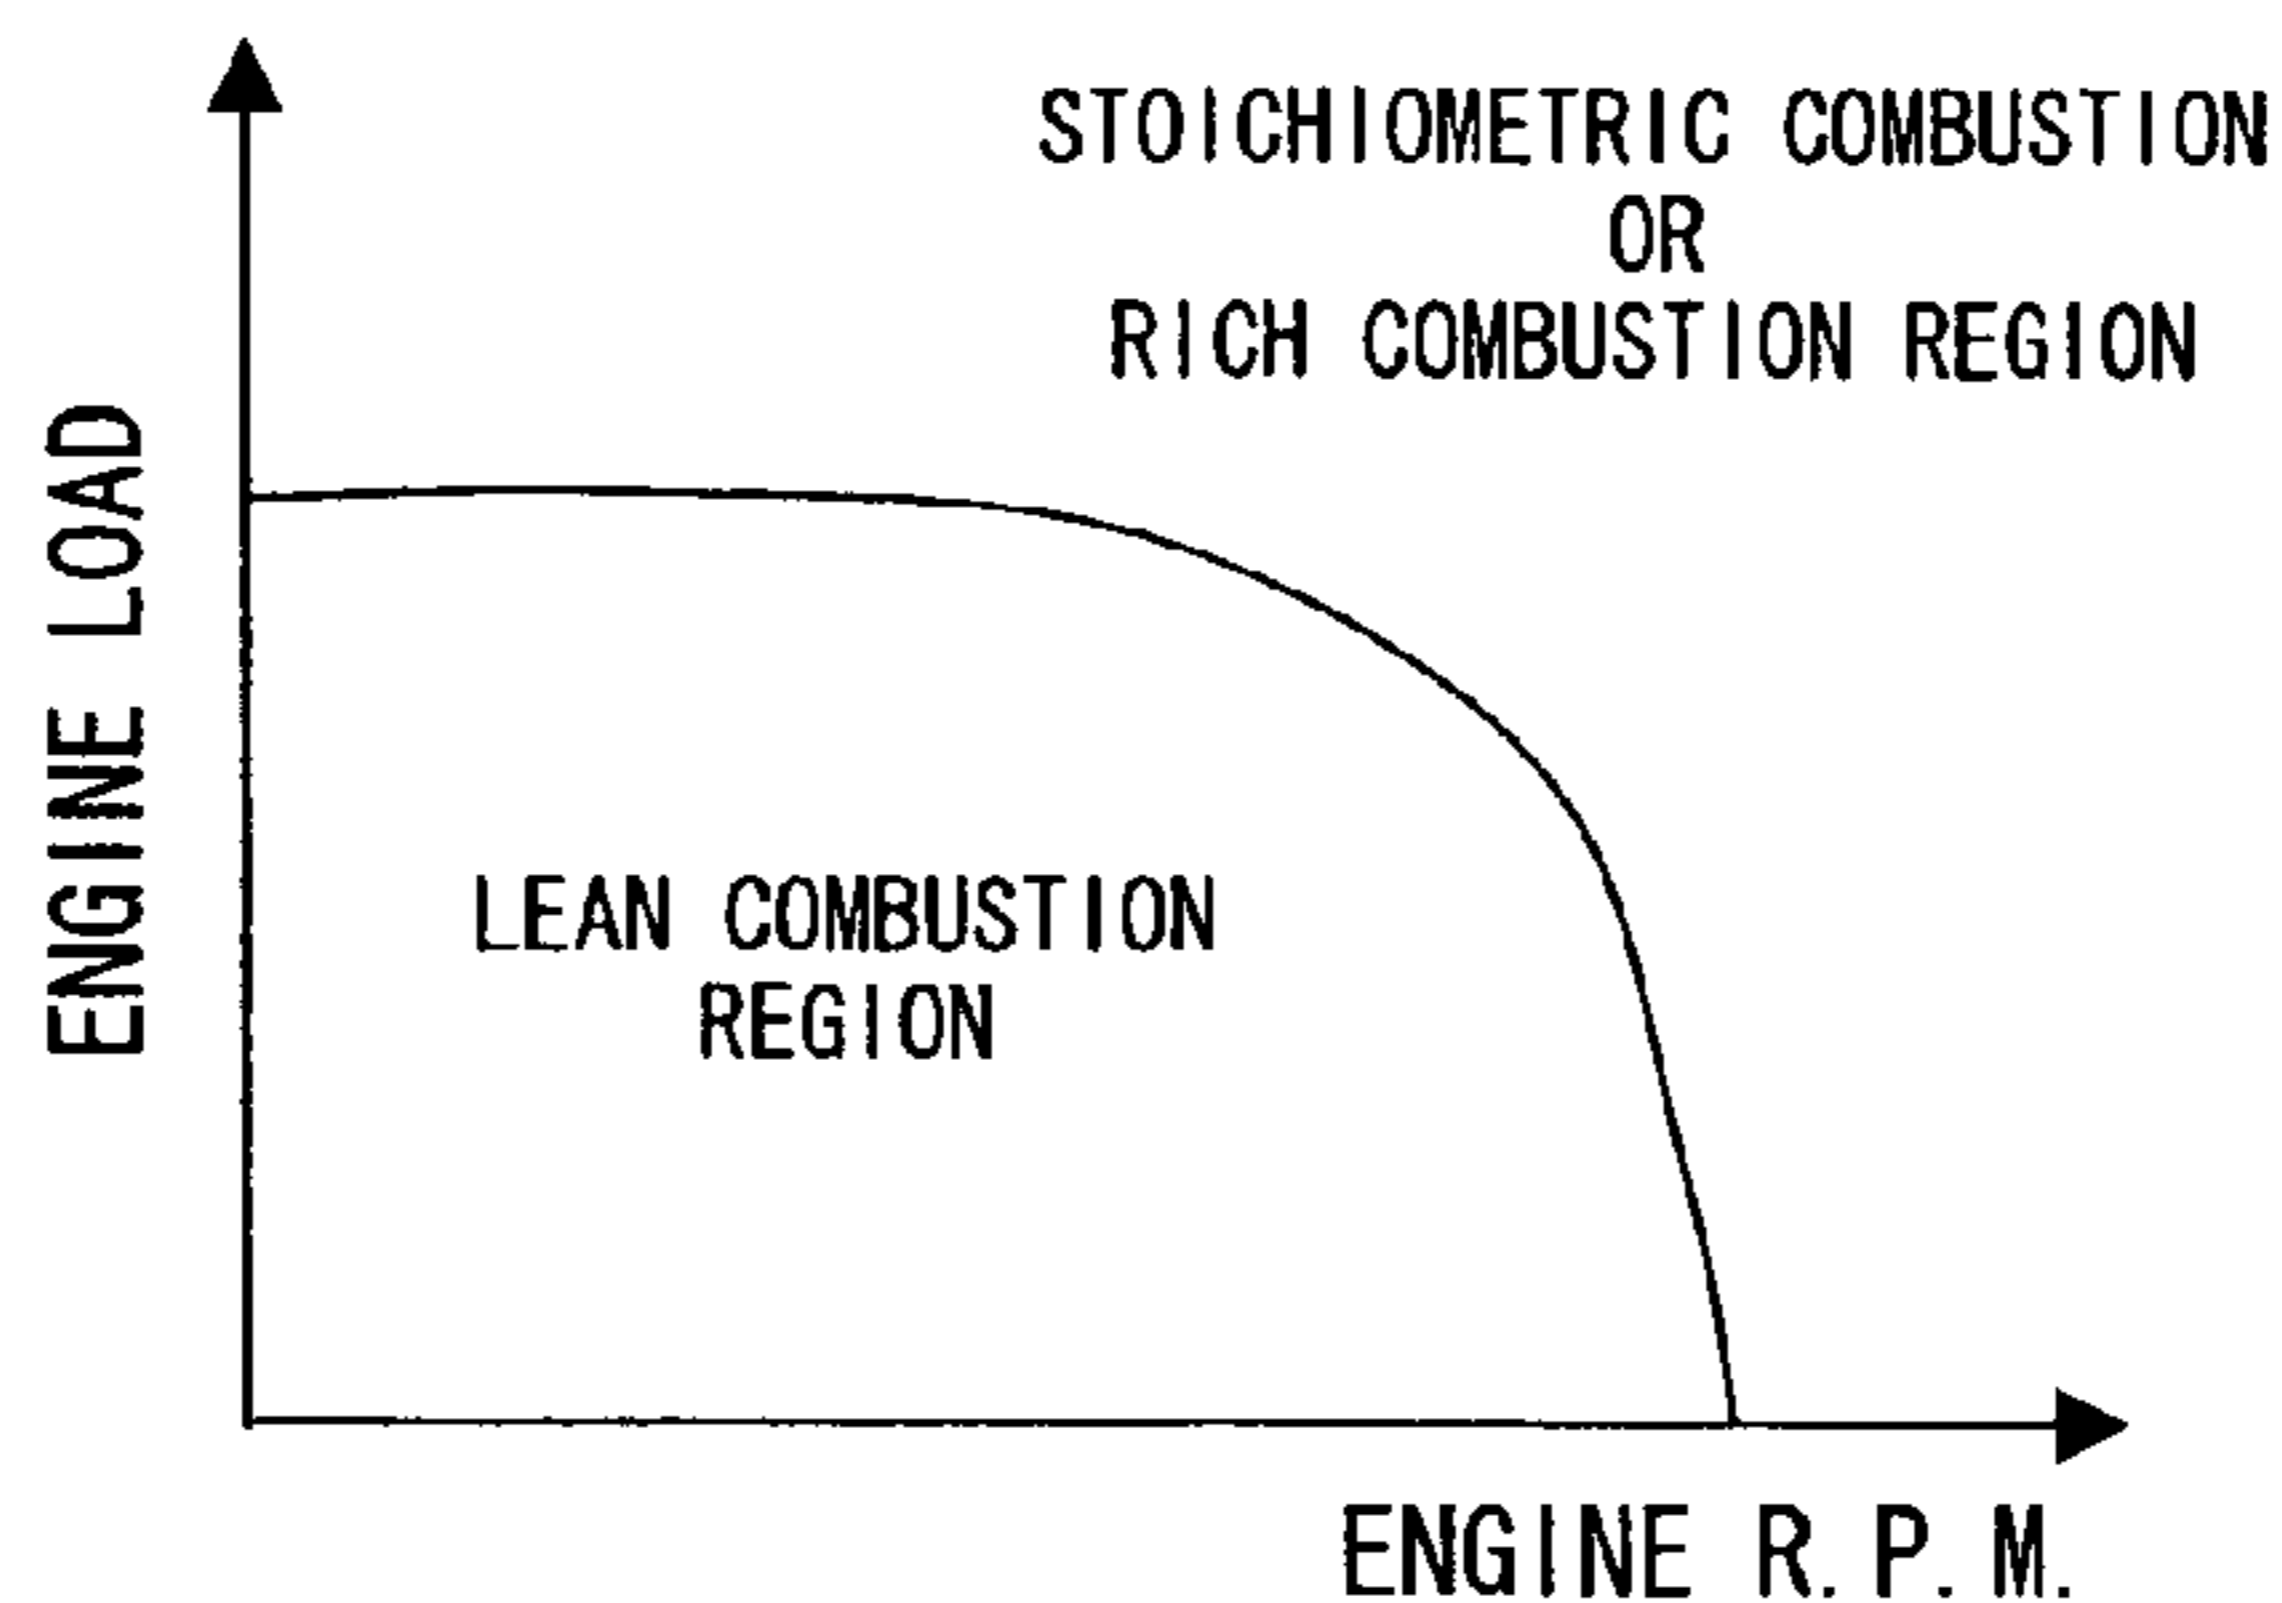 STOICHIOMETRIC COMBUSTION
OR
RICH COMBUSTION REGION
ENGINE LOAD
LEAN COMBUSTION
REGION
ENGINE R.P.M.